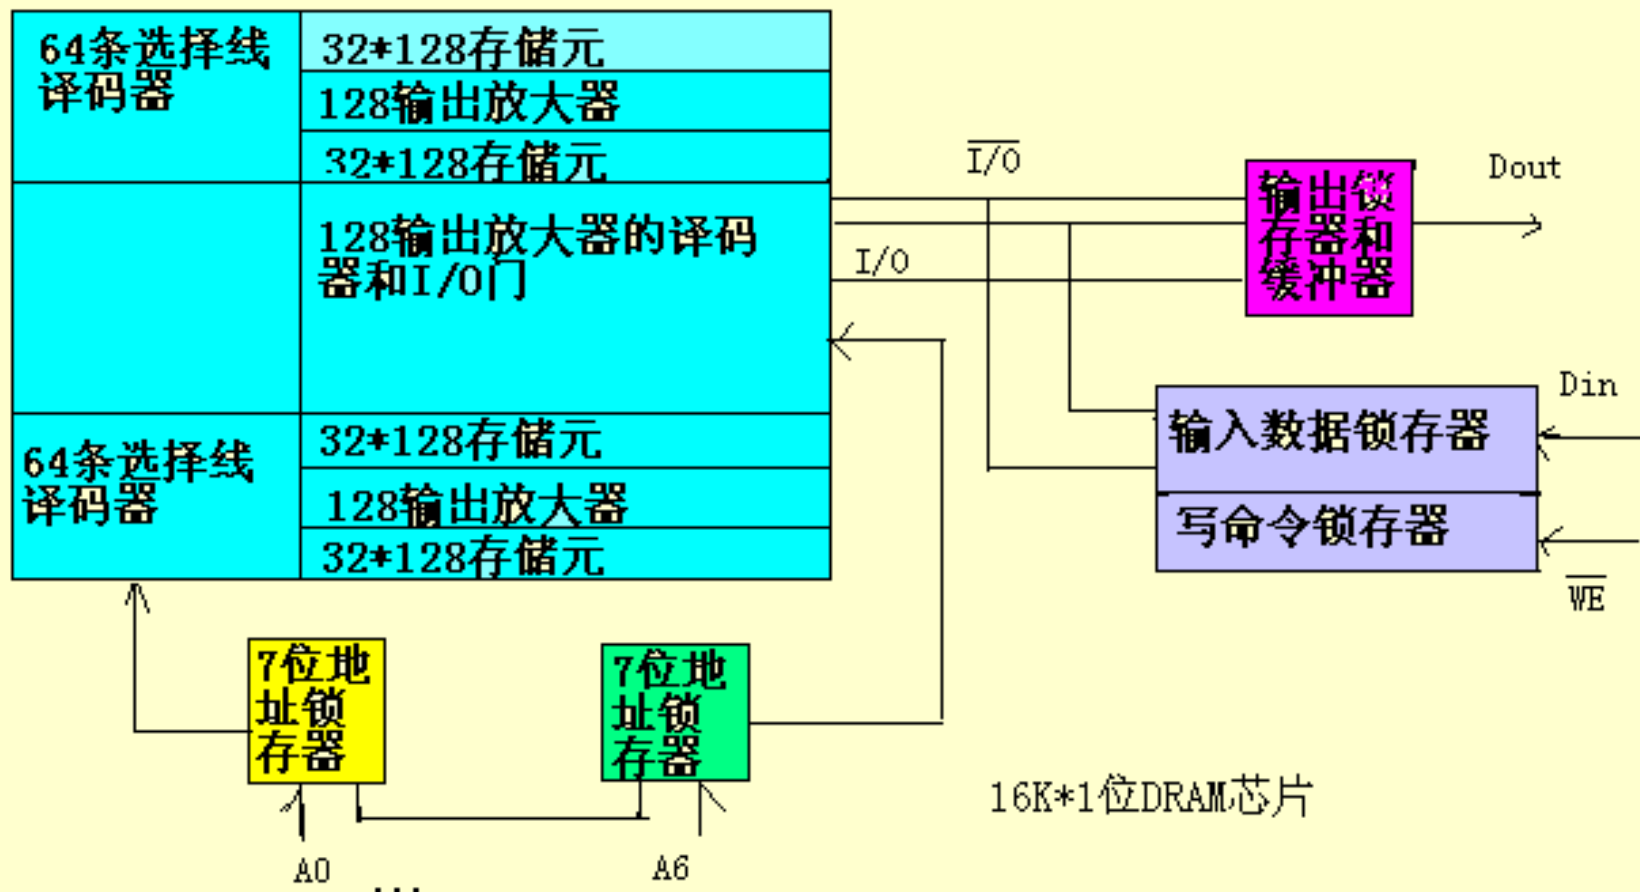 64条选择线
译码器
32*128存储元
128输出放大器
32*128存储元
128输出放大器的译码
器和I/O门
64条选择线
译码器
32*128存储元
128输出放大器
32*128存储元
I/O
I/O
输出锁
存器和
缓冲器
Dout
输入数据锁存器
写命令锁存器
Din
WE
7位地
址锁
存器
7位地
址锁
存器
A0
...
A6
16K*1位DRAM芯片